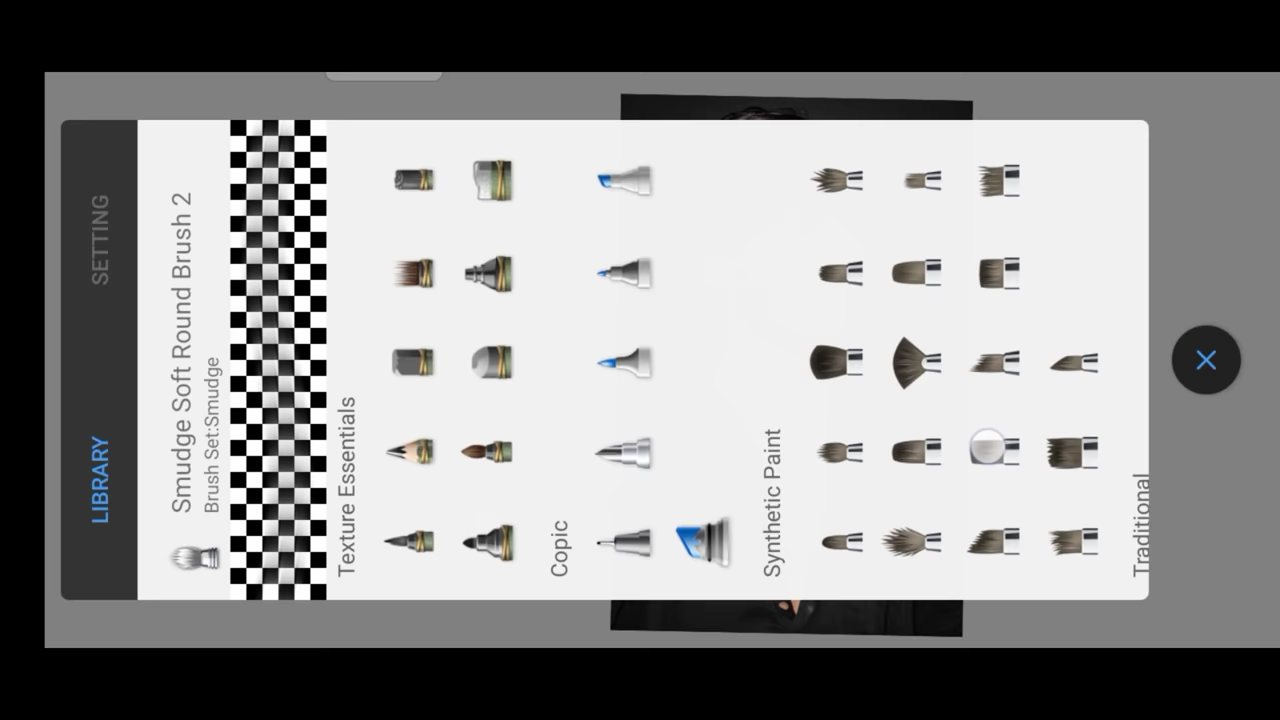 LIBRARY SETTING
Smudge Soft Round Brush 2
Brush Set:Smudge
Texture Essentials
Copic
Synthetic Paint
Traditional